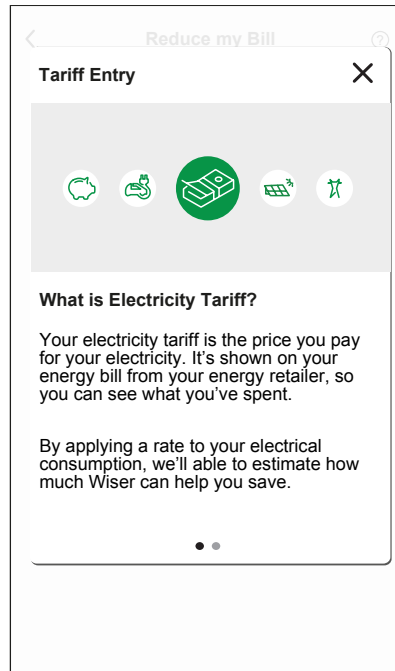 Reduce my Bill
?
Tariff Entry
What is Electricity Tariff?
Your electricity tariff is the price you pay
for your electricity. It’s shown on your
energy bill from your energy retailer, so
you can see what you’ve spent.
By applying a rate to your electrical
consumption, we’ll able to estimate how
much Wiser can help you save.